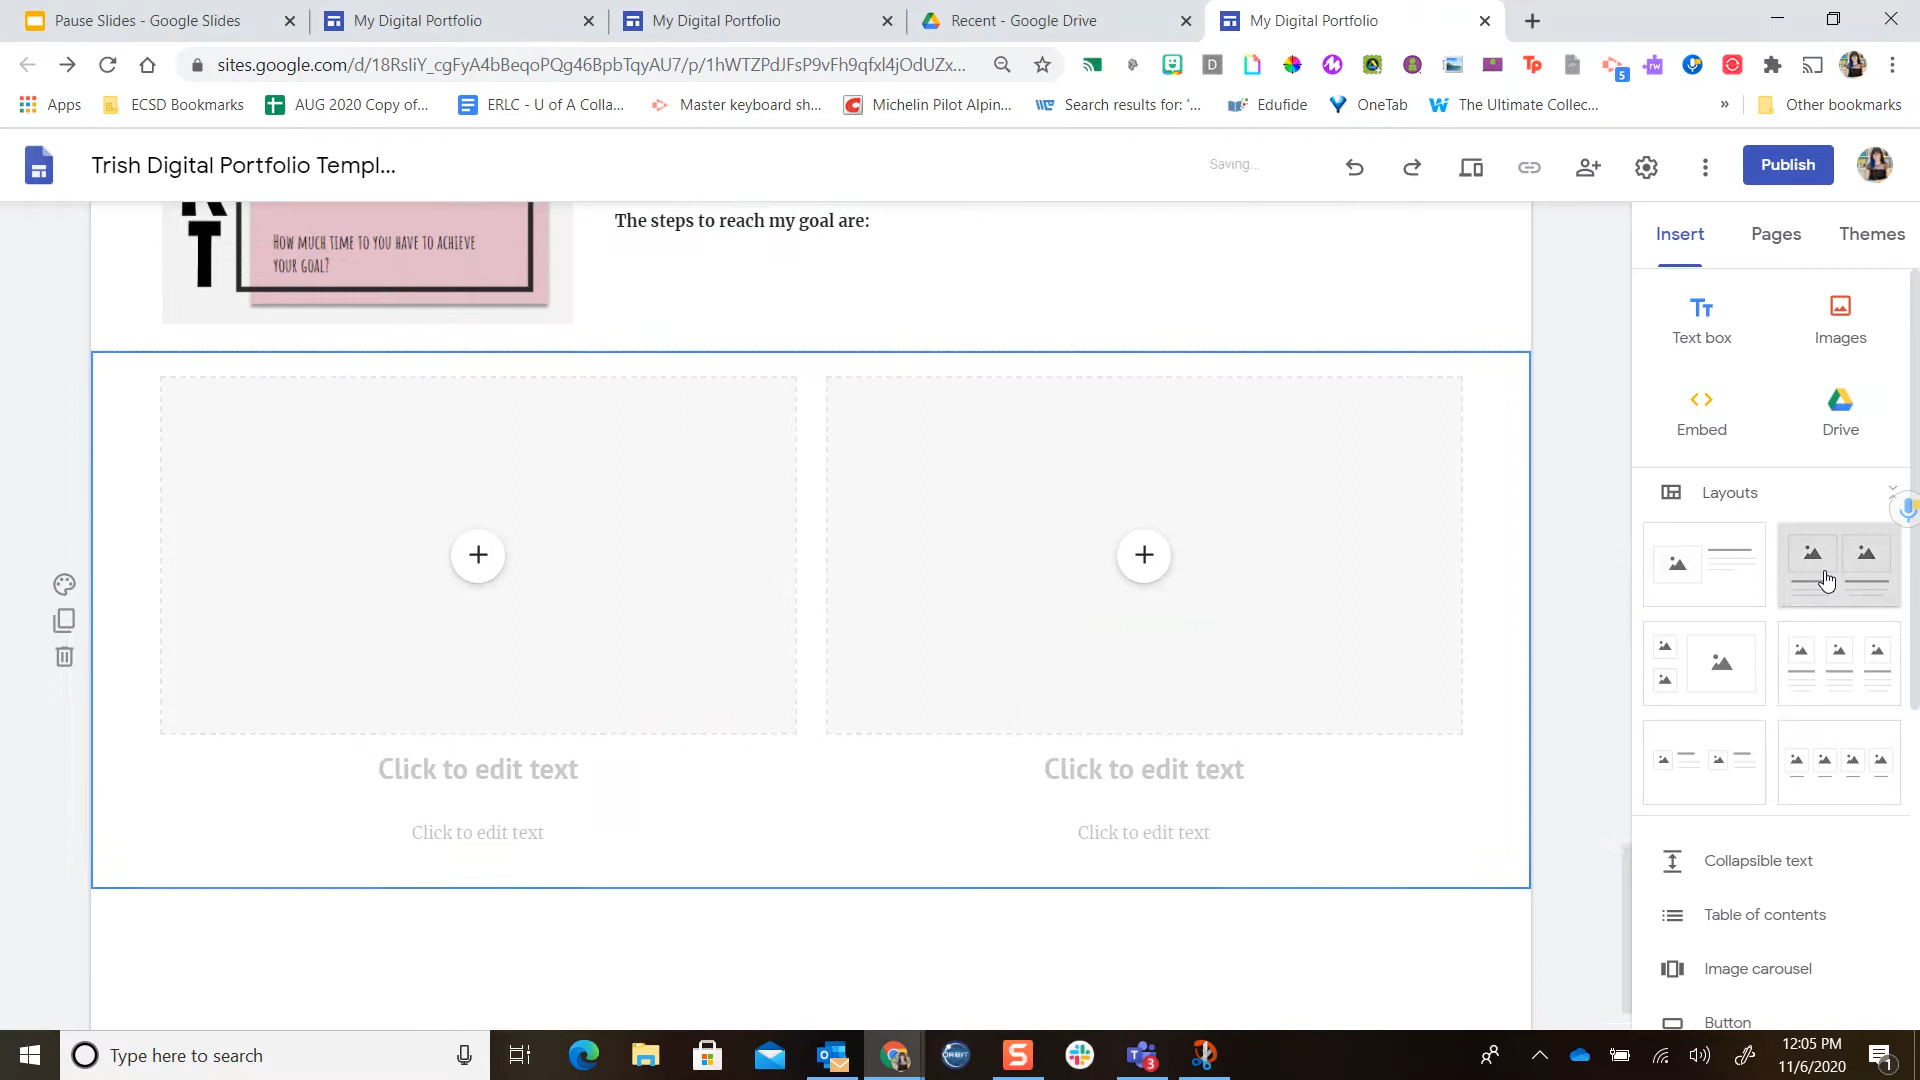 Pause Slides - Google Slides
My Digital Portfolio
My Digital Portfolio
Recent - Google Drive
My Digital Portfolio
sites.google.com/d/18RsliY_cgFyA4bBeqoPQg46BpbTqyAU7/p/1hWTZPdJFsP9vFh9qfxl4jOdUZx...
Apps
ECSD Bookmarks
AUG 2020 Copy of...
ERLC - U of A Colla...
Master keyboard sh...
Michelin Pilot Alpin...
Search results for: '...
Edufide
OneTab
The Ultimate Collec...
Other bookmarks
Trish Digital Portfolio Templ...
Saving...
Publish
Insert
Pages
Themes
T
HOW MUCH TIME TO YOU HAVE TO ACHIEVE
YOUR GOAL?
The steps to reach my goal are:
Text box
Images
Embed
Drive
Layouts
Click to edit text
Click to edit text
Click to edit text
Click to edit text
Collapsible text
Table of contents
Image carousel
Button
Type here to search
12:05 PM
11/6/2020